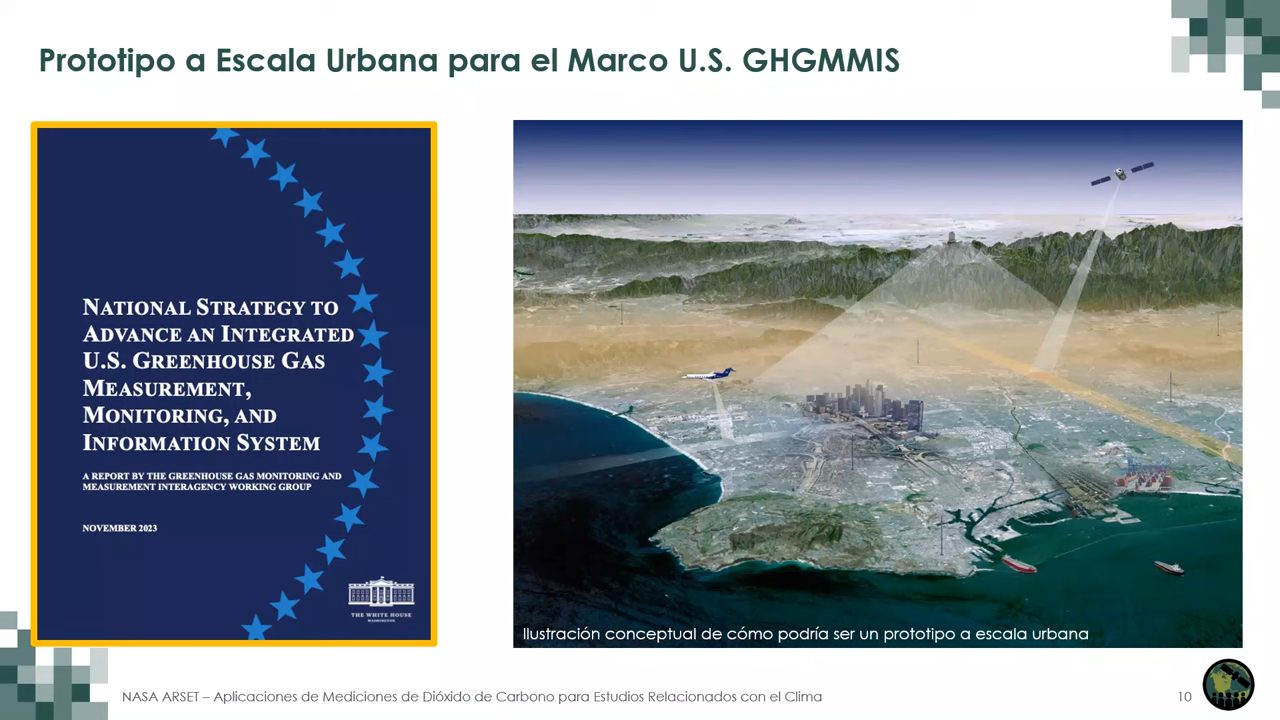 Prototipo a Escala Urbana para el Marco U.S. GHGMMIS
NATIONAL STRATEGY TO
ADVANCE AN INTEGRATED
U.S. GREENHOUSE GAS
MEASUREMENT,
MONITORING, AND
INFORMATION SYSTEM
A REPORT BY THE GREENHOUSE GAS MONITORING AND
MEASUREMENT INTERAGENCY WORKING GROUP
NOVEMBER 2023
THE WHITE HOUSE
WASHINGTON
Ilustración conceptual de cómo podría ser un prototipo a escala urbana
NASA ARSET – Aplicaciones de Mediciones de Dióxido de Carbono para Estudios Relacionados con el Clima
10